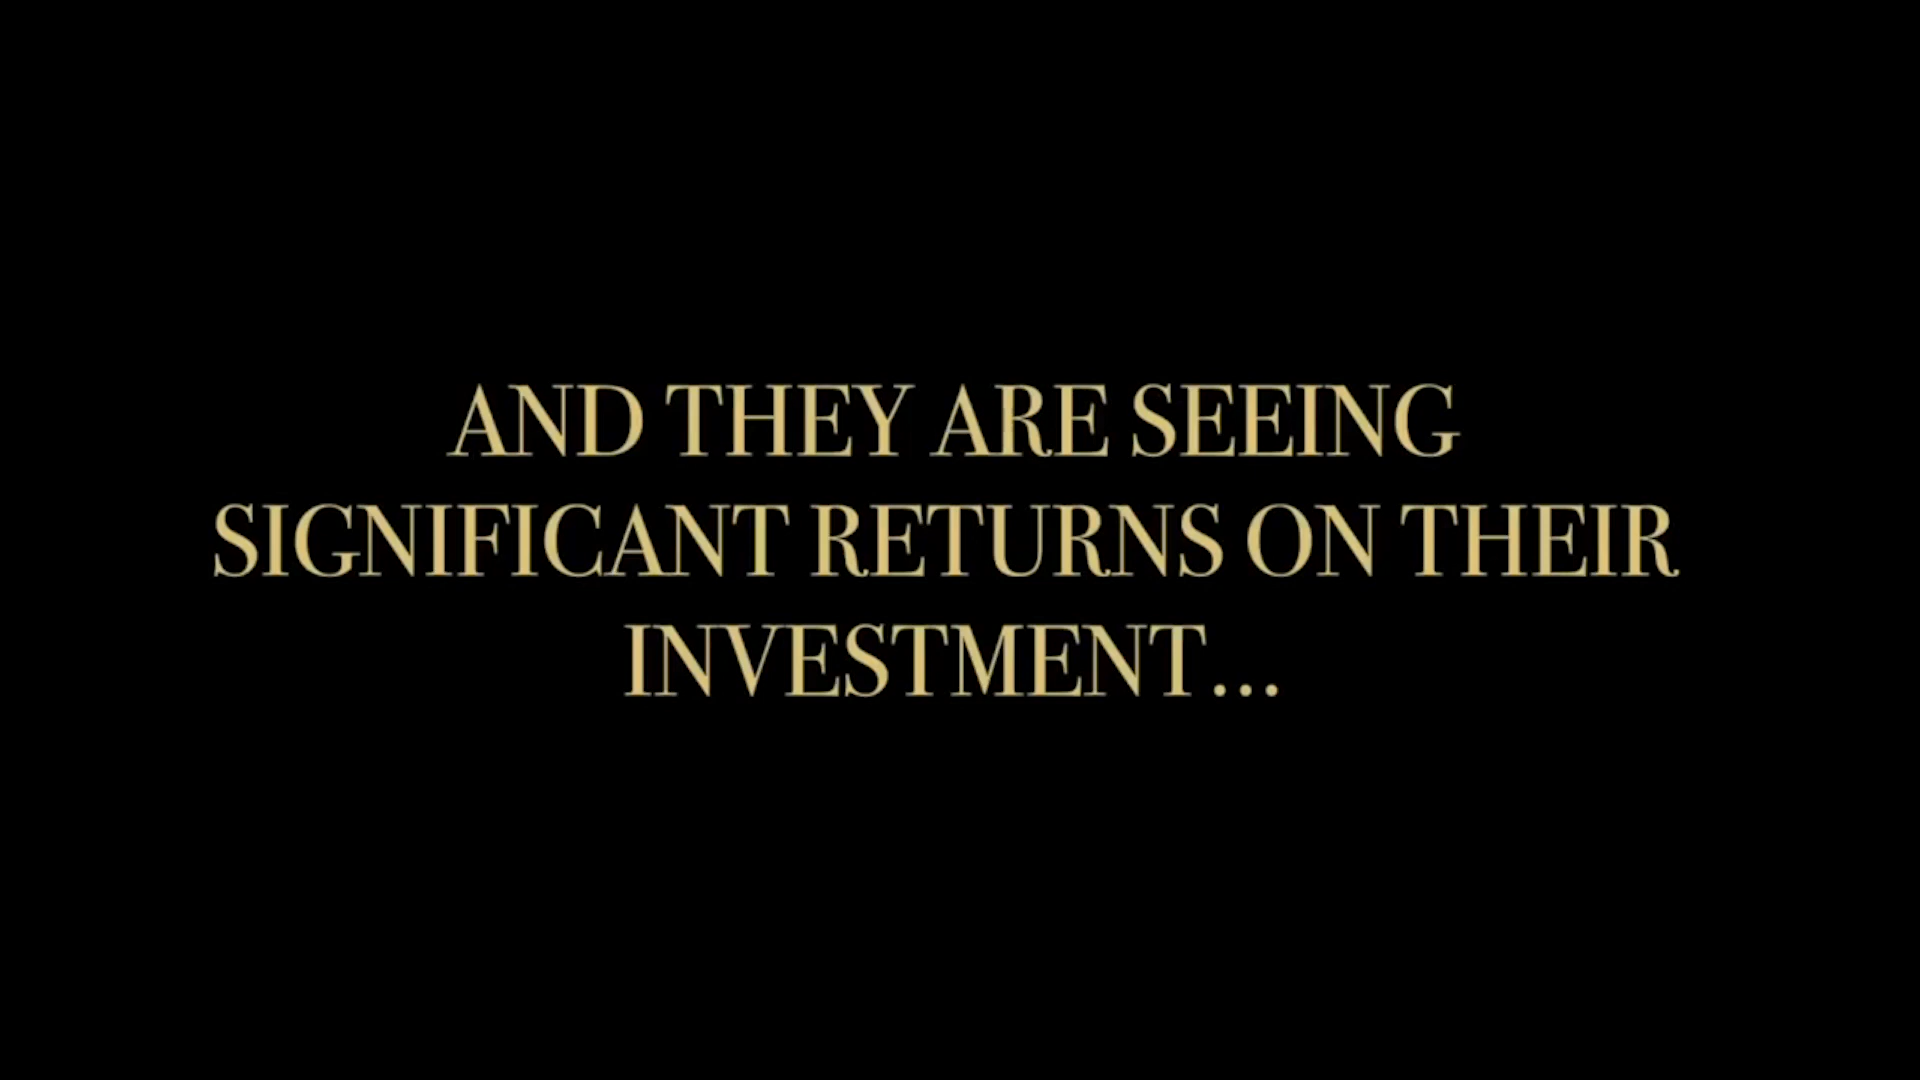 AND THEY ARE SEEING
SIGNIFICANT RETURNS ON THEIR
INVESTMENT...